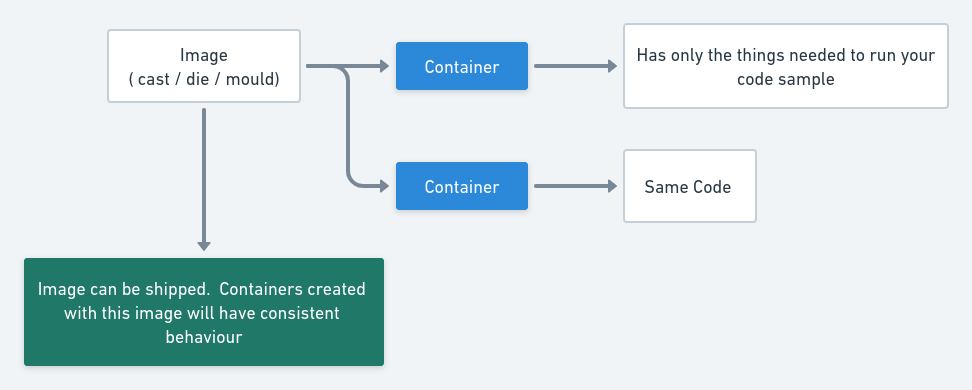 Image
( cast / die / mould)
Container
Has only the things needed to run your
code sample
Container
Same Code
Image can be shipped.  Containers created
with this image will have consistent
behaviour